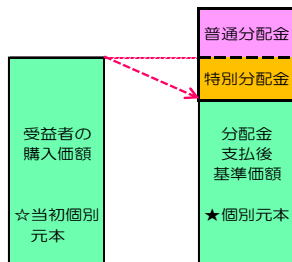 普通分配金
特別分配金
受益者の
購入価額
☆当初個別
元本
分配金
支払後
基準価額
★個別元本